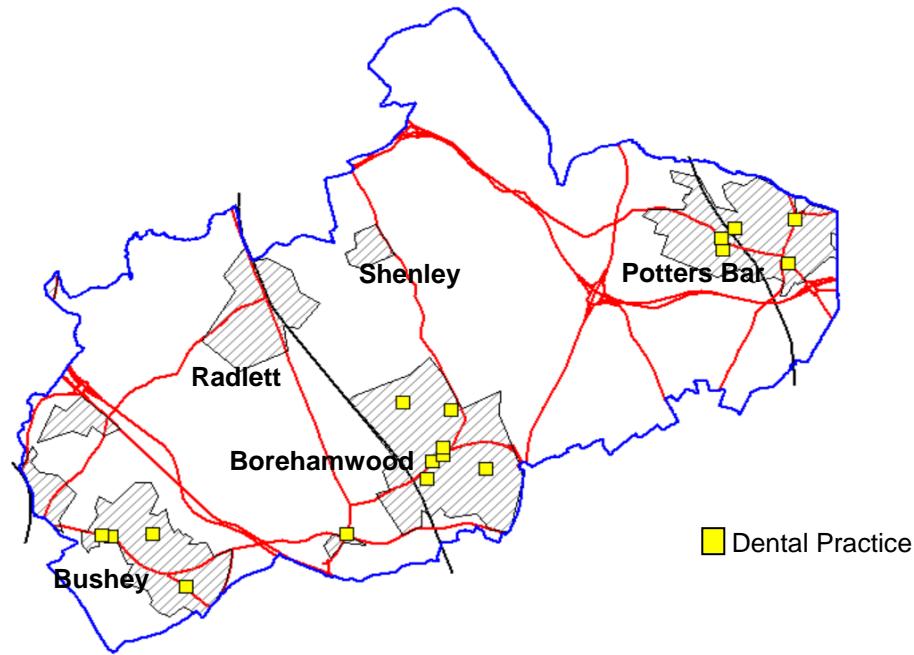 Shenley
Potters Bar
Radlett
Borehamwood
Dental Practice
Bushey